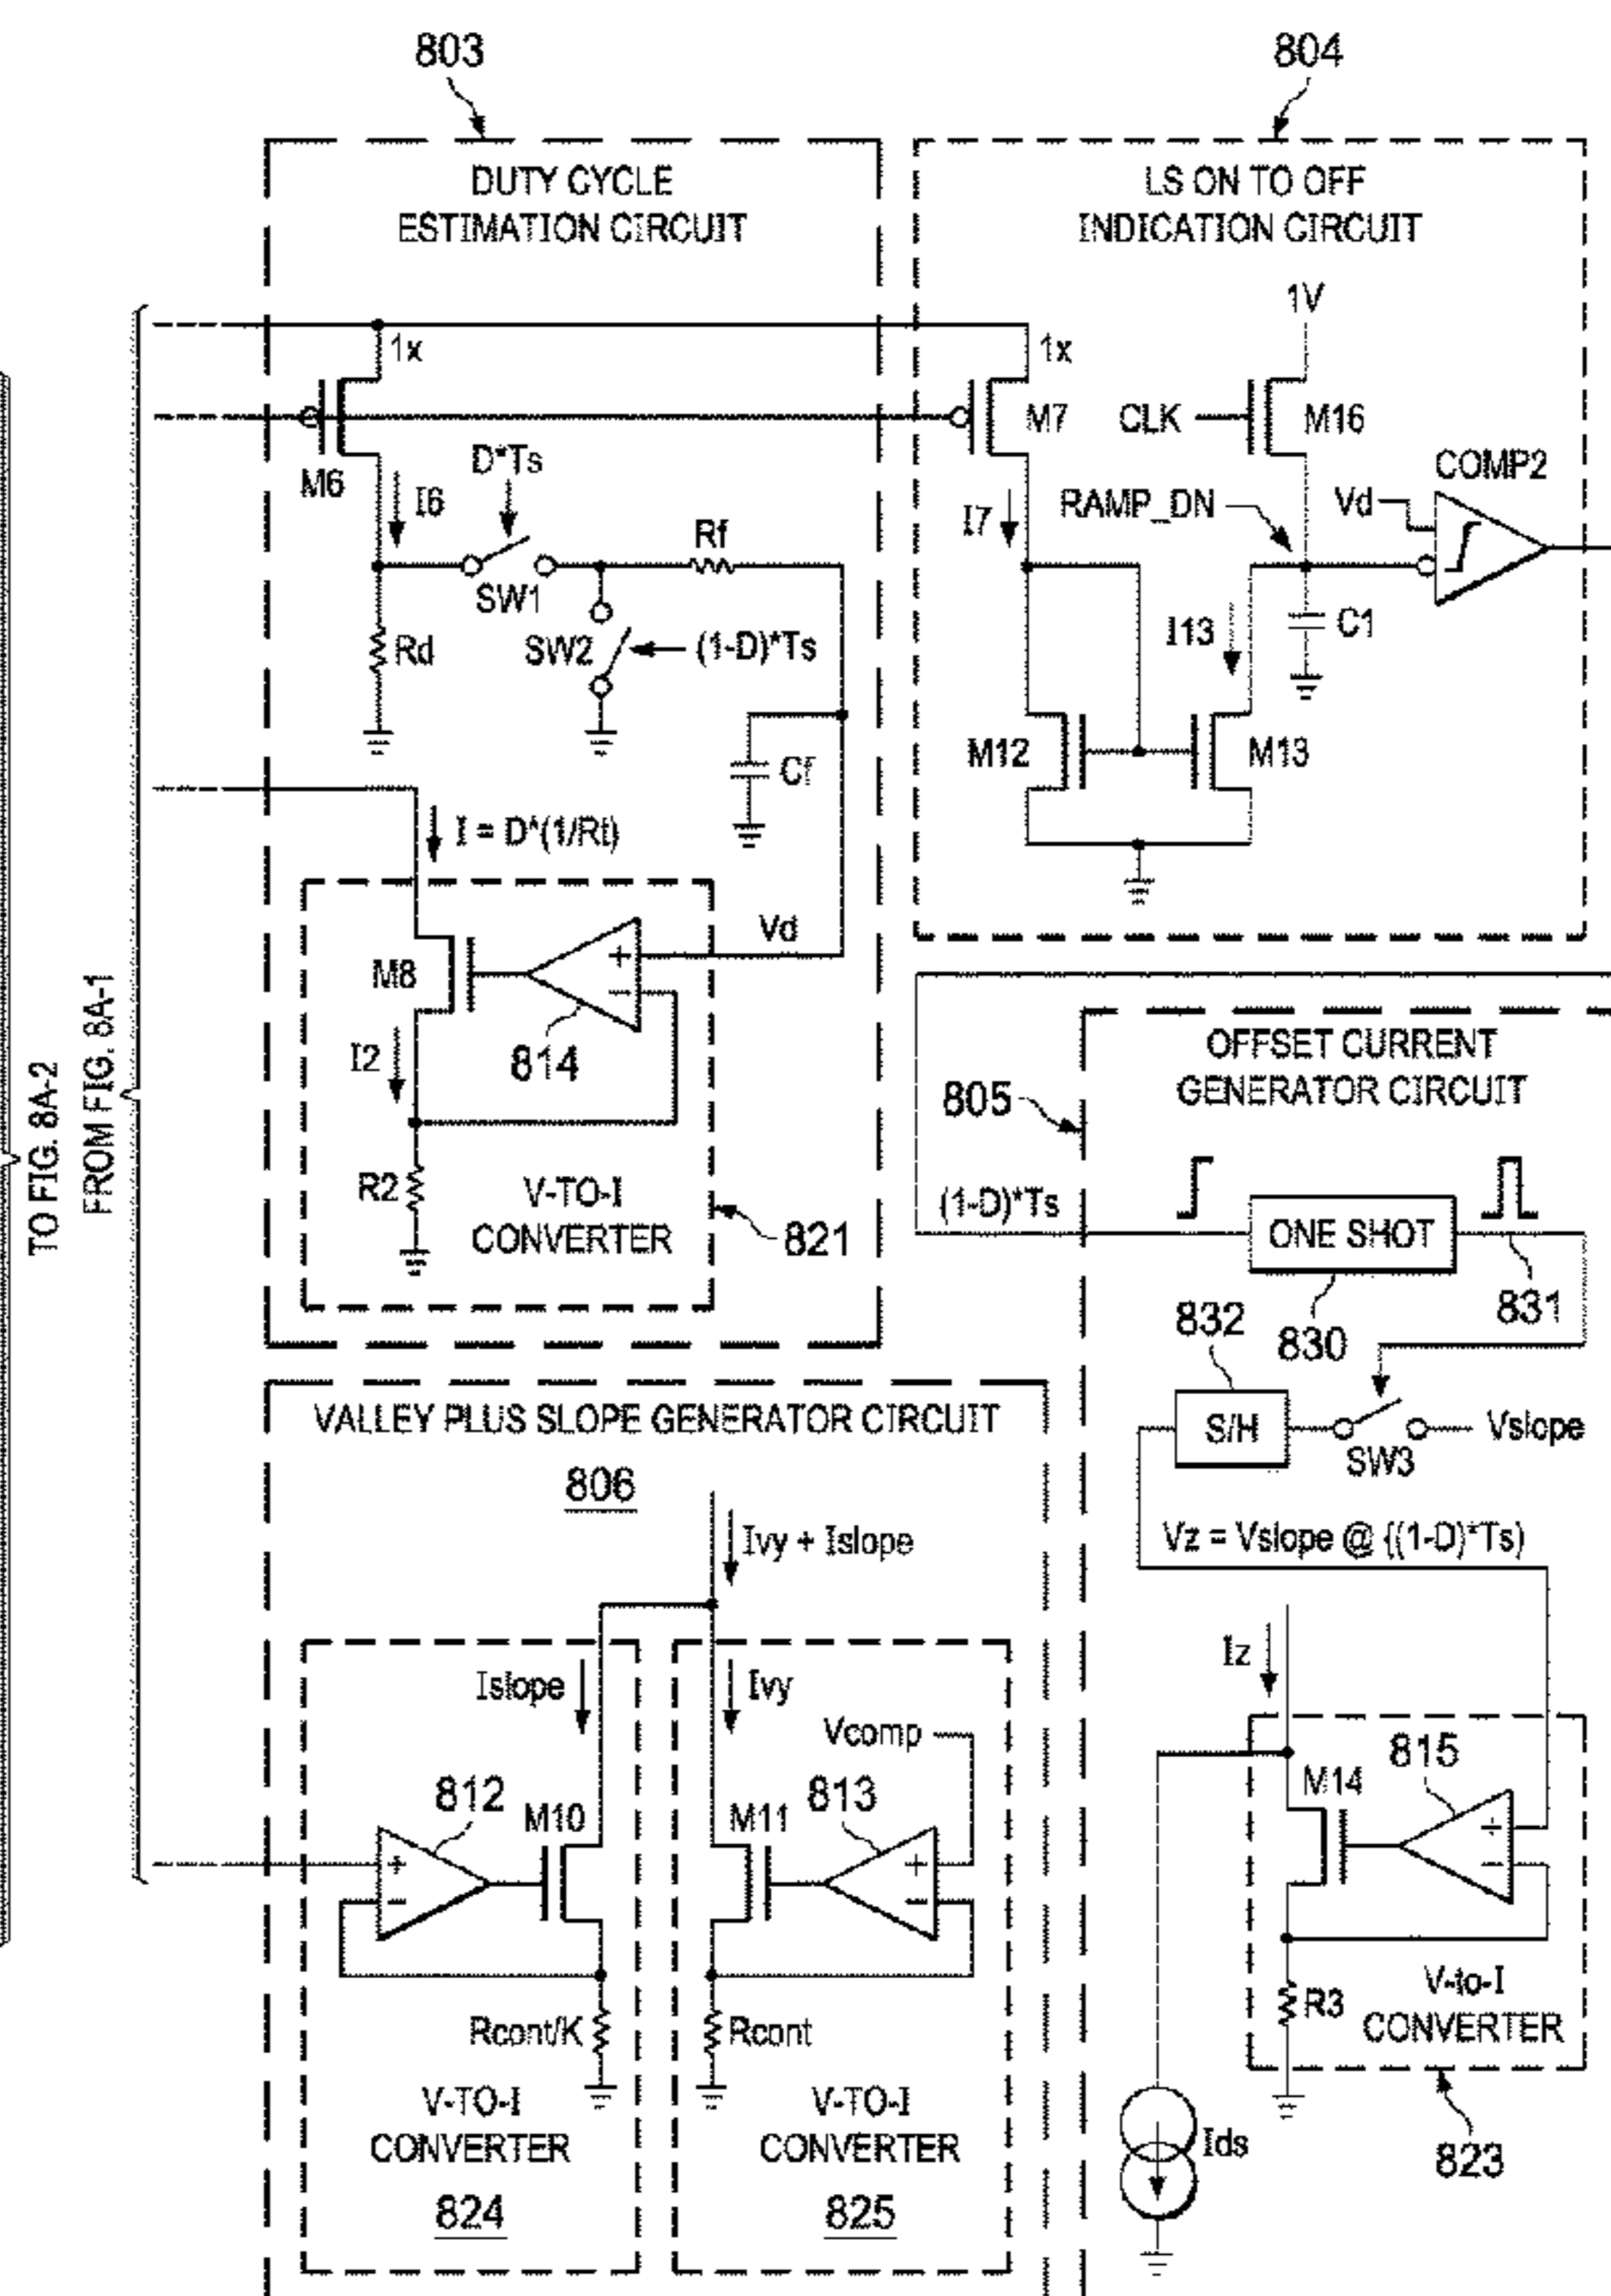 803
804
DUTY CYCLE
ESTIMATION CIRCUIT
LS ON TO OFF
INDICATION CIRCUIT
1V
1x
1x
M7
CLK
M16
M6
I6
D*Ts
SW1
Rf
I7
RAMP_DN
Vd
COMP2
Rd
SW2
(1-D)*Ts
I13
C1
M12
M13
Cf
I = D*(1/Rt)
Vd
M8
814
I2
R2
V-TO-I
CONVERTER
821
TO FIG. 8A-2
FROM FIG. 8A-1
OFFSET CURRENT
GENERATOR CIRCUIT
805
(1-D)*Ts
ONE SHOT
830
831
832
S/H
SW3
Vslope
Vz = Vslope @ ((1-D)*Ts)
Iz
M14
815
+
−
R3
V-to-I
CONVERTER
823
Ids
VALLEY PLUS SLOPE GENERATOR CIRCUIT
806
Ivy + Islope
Islope
Ivy
Vcomp
812
M10
M11
813
+
−
+
−
Rcont/K
Rcont
V-TO-I
CONVERTER
824
V-TO-I
CONVERTER
825